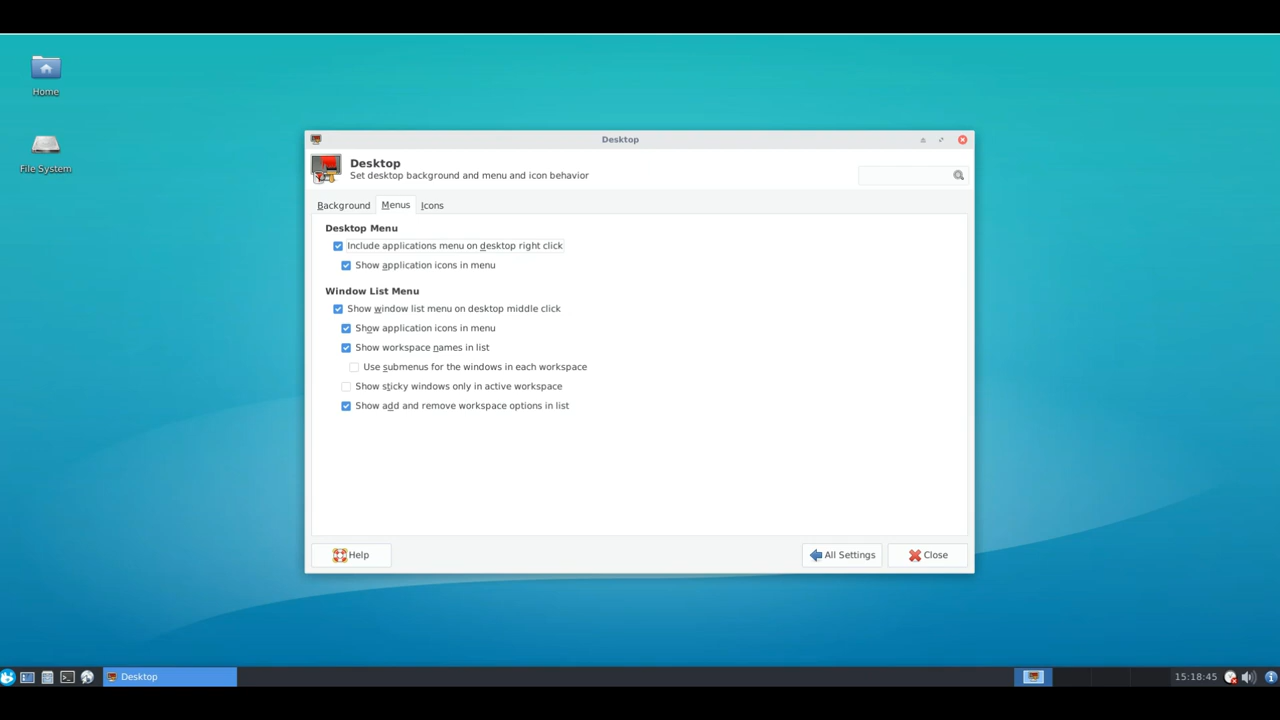 Home
File System
Desktop
Desktop
Set desktop background and menu and icon behavior
Background Menus Icons
Desktop Menu
Include applications menu on desktop right click
Show application icons in menu
Window List Menu
Show window list menu on desktop middle click
Show application icons in menu
Show workspace names in list
Use submenus for the windows in each workspace
Show sticky windows only in active workspace
Show add and remove workspace options in list
Help All Settings Close
Desktop 15:18:45